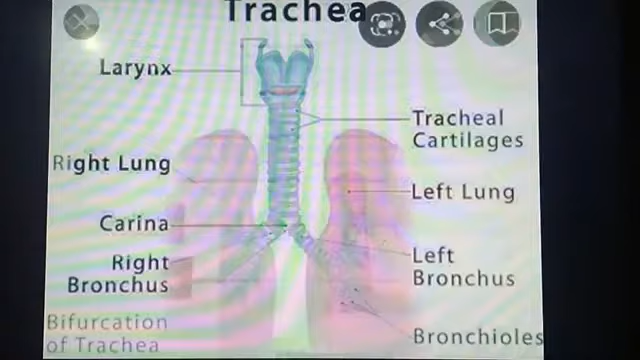 Trachea
Larynx
Tracheal
Cartilages
Right Lung
Left Lung
Carina
Left
Bronchus
Right
Bronchus
Bifurcation
of Trachea
Bronchioles